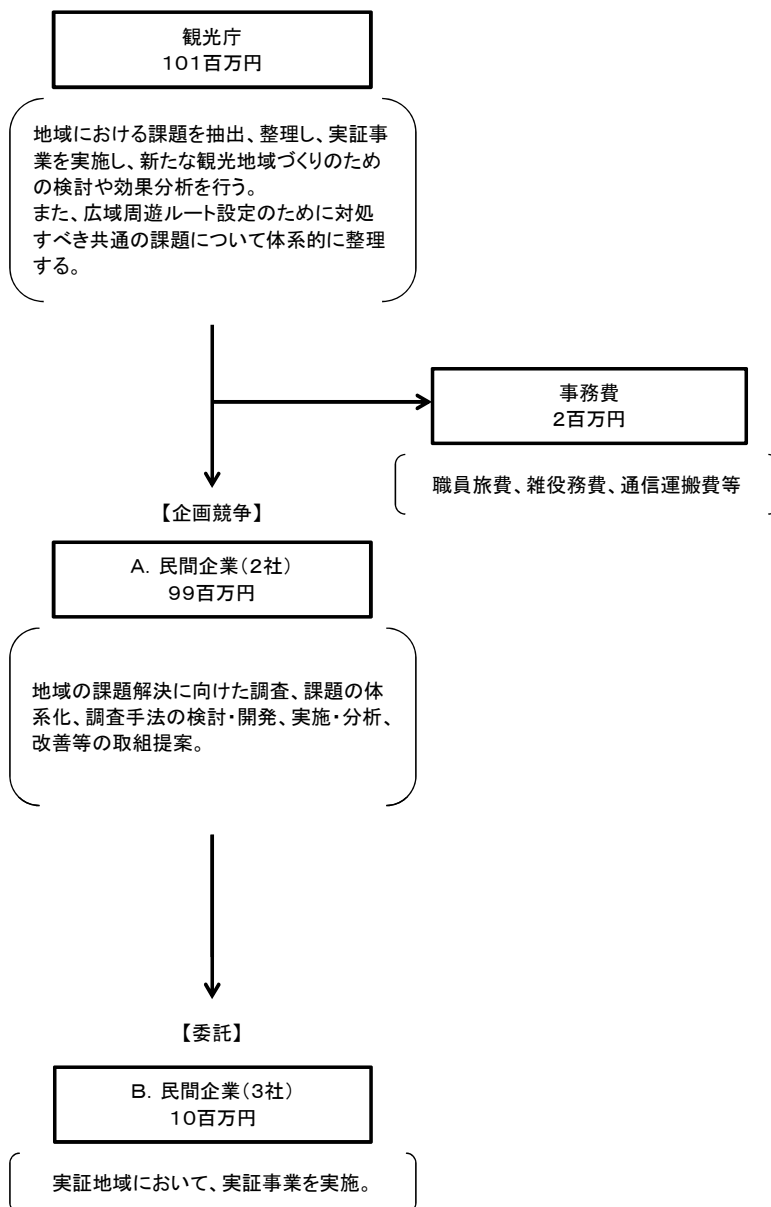 観光庁
101百万円
地域における課題を抽出、整理し、実証事
業を実施し、新たな観光地域づくりのため
の検討や効果分析を行う。
また、広域周遊ルート設定のために対処
すべき共通の課題について体系的に整理
する。
事務費
2百万円
職員旅費、雑役務費、通信運搬費等
【企画競争】
A．民間企業（2社）
99百万円
地域の課題解決に向けた調査、課題の体
系化、調査手法の検討・開発、実施・分析、
改善等の取組提案。
【委託】
B．民間企業（3社）
10百万円
実証地域において、実証事業を実施。